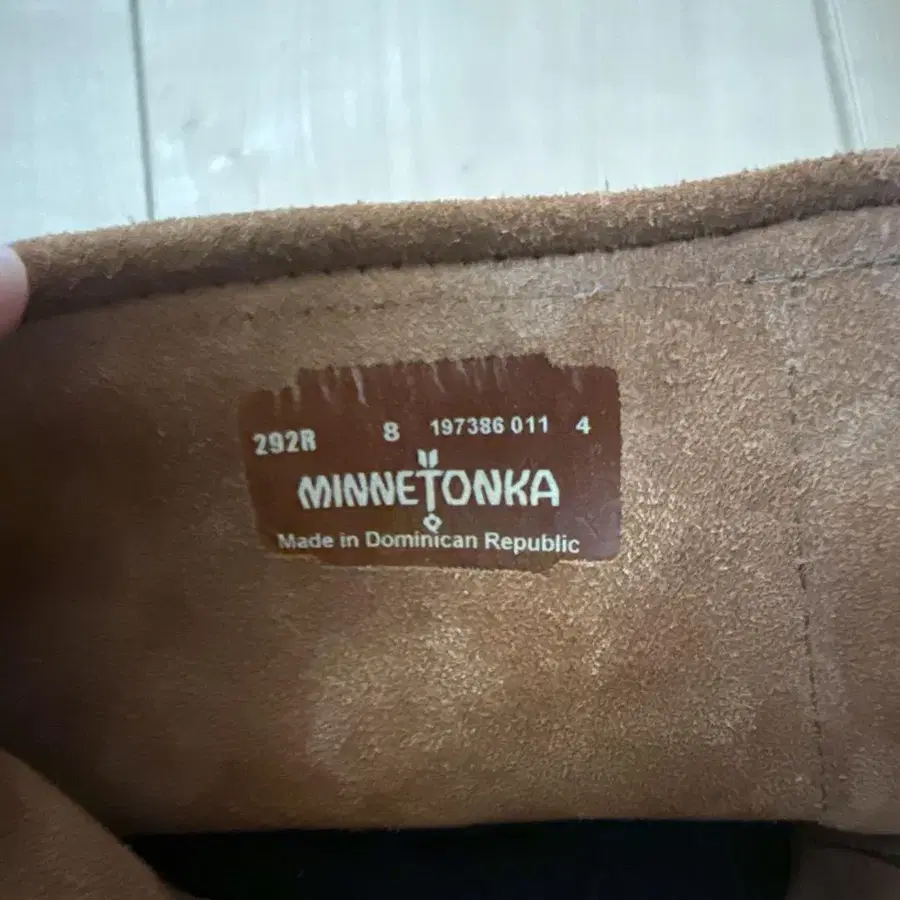 292R 8 197386 011 4
MINNETONKA
Made in Dominican Republic